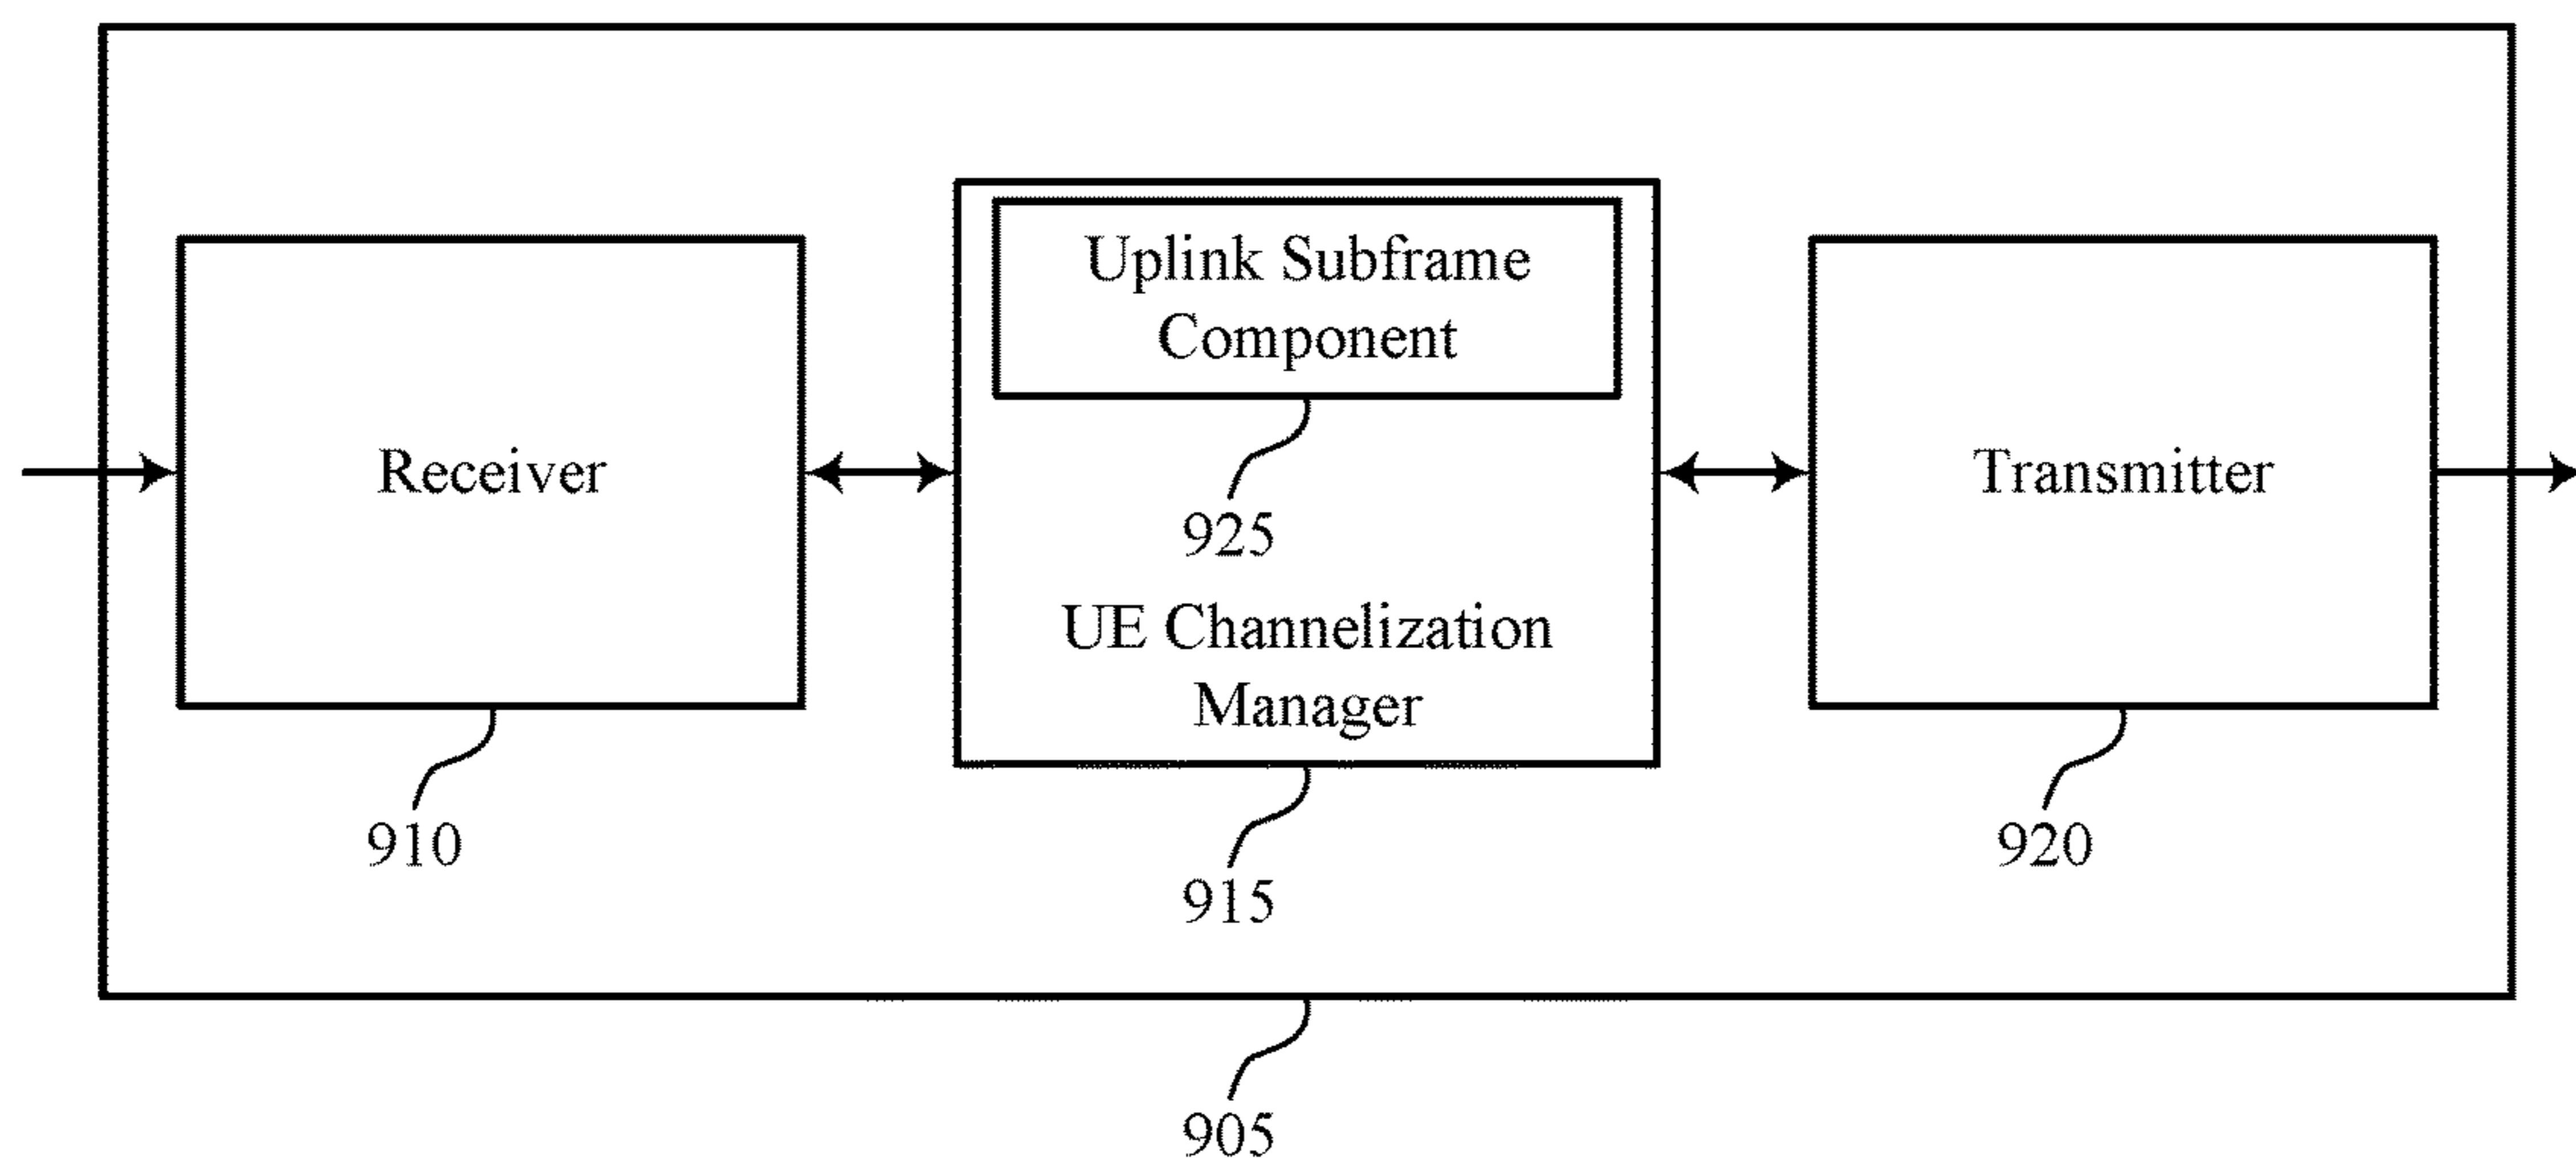 Uplink Subframe
Component
Receiver
Transmitter
925
UE Channelization
Manager
910
920
915
905